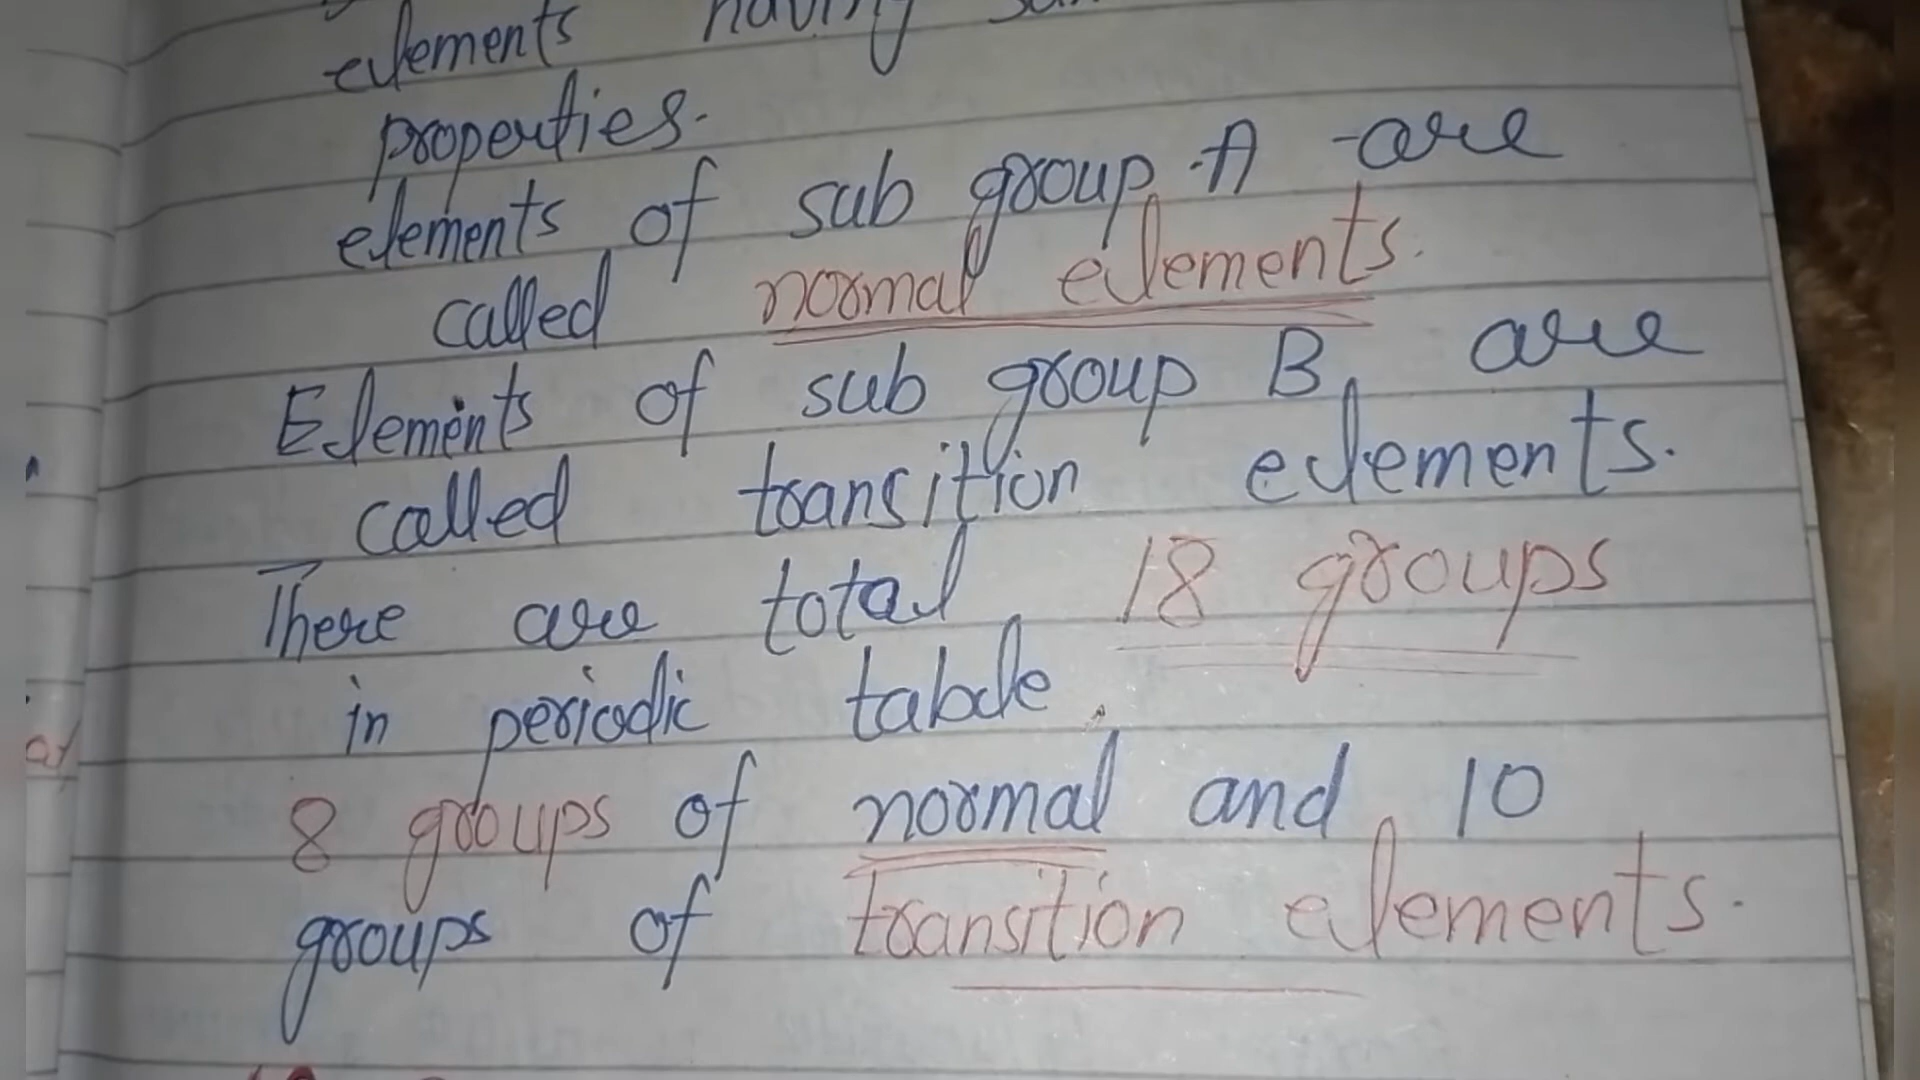 elements having
properties.
elements of sub group A are
called normal elements.
Elements of sub group B are
called transition elements.
There are total 18 groups
in periodic table.
8 groups of normal and 10
groups of transition elements.